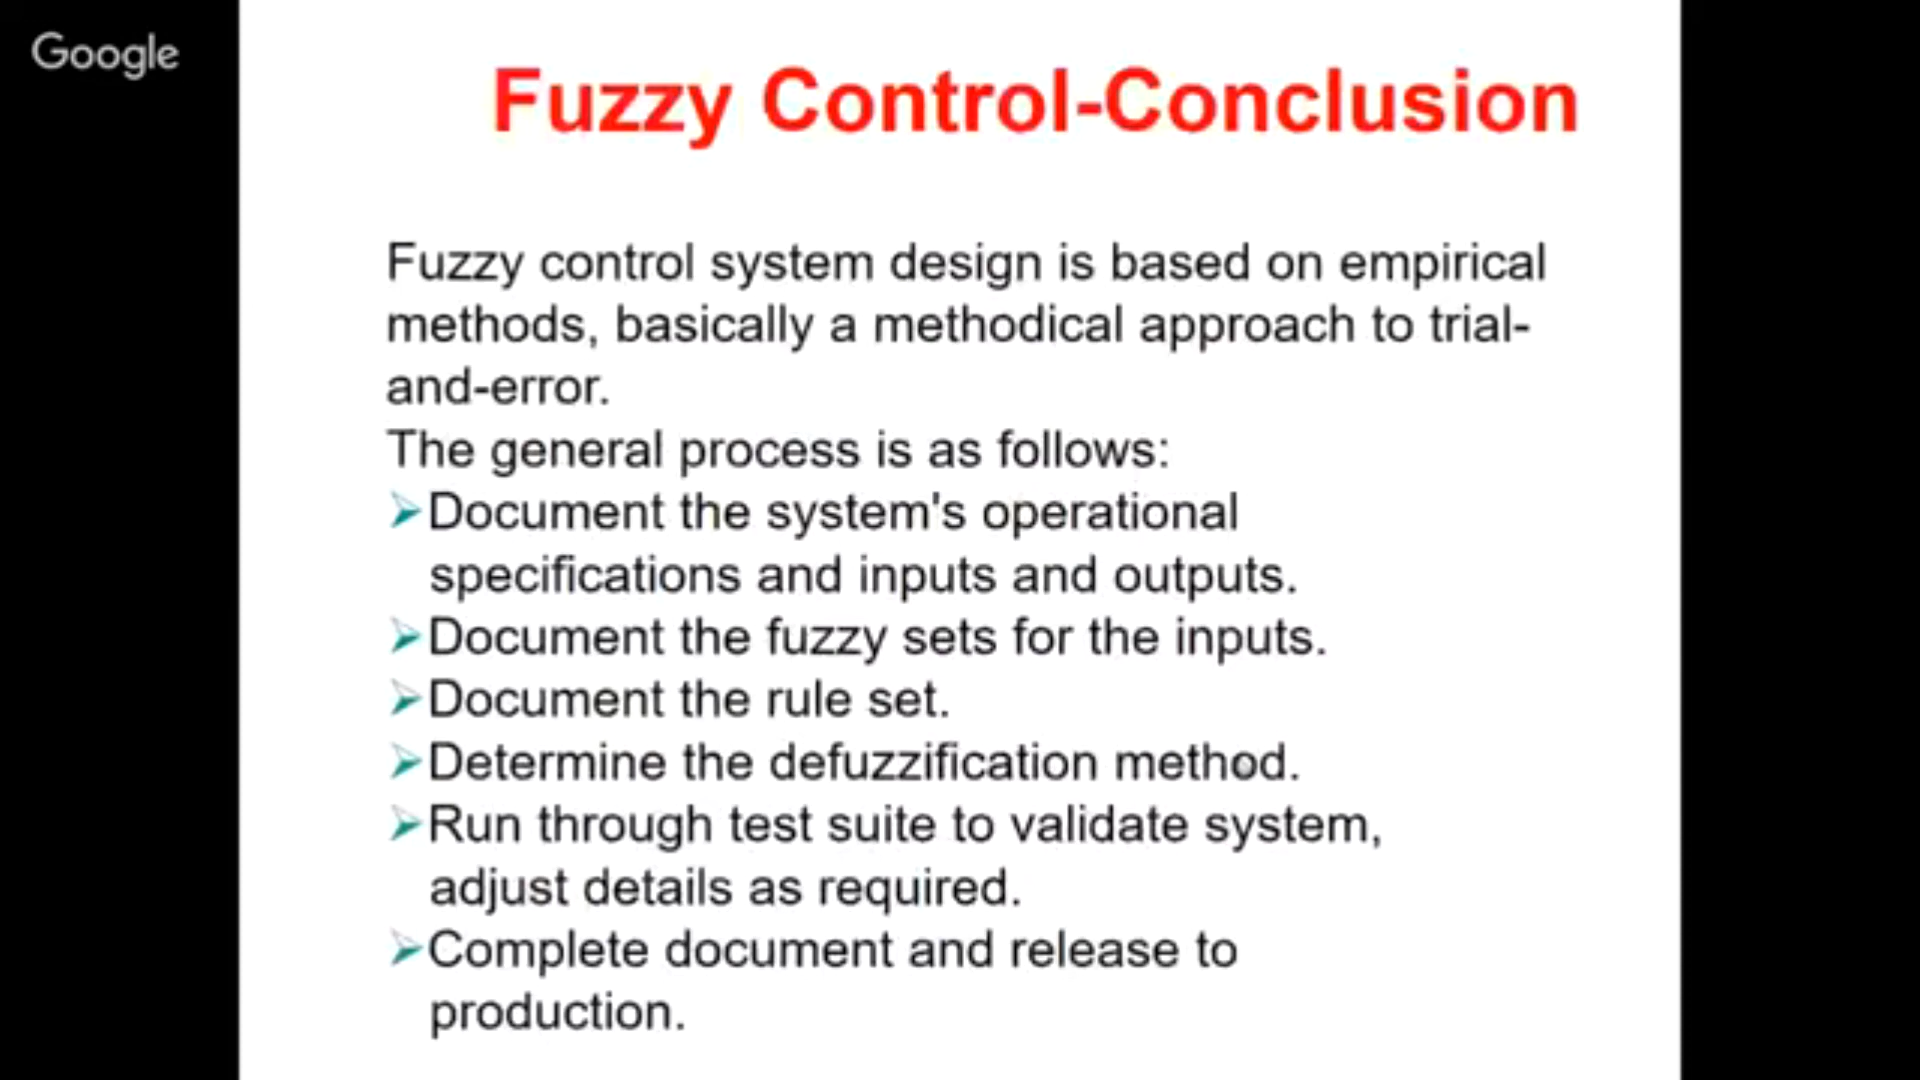 Google
Fuzzy Control-Conclusion
Fuzzy control system design is based on empirical
methods, basically a methodical approach to trial-
and-error.
The general process is as follows:
Document the system's operational
specifications and inputs and outputs.
Document the fuzzy sets for the inputs.
Document the rule set.
Determine the defuzzification method.
Run through test suite to validate system,
adjust details as required.
Complete document and release to
production.